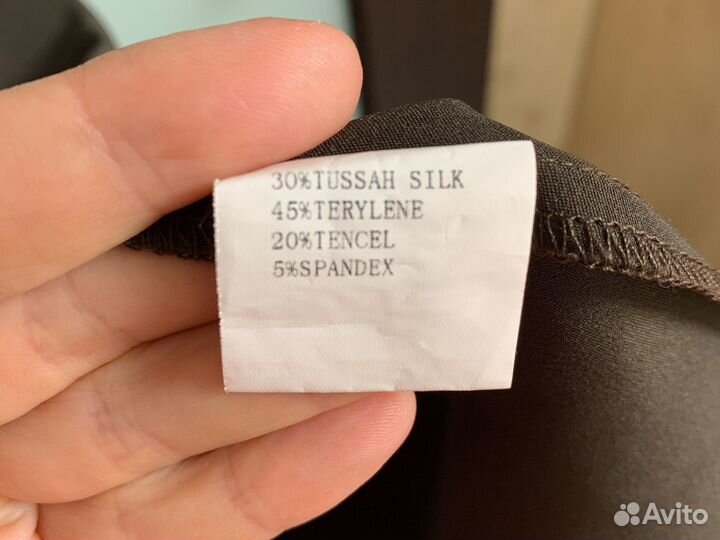 30%TUSSAH SILK
45%TERYLENE
20%TENCEL
5%SPANDEX
Avito